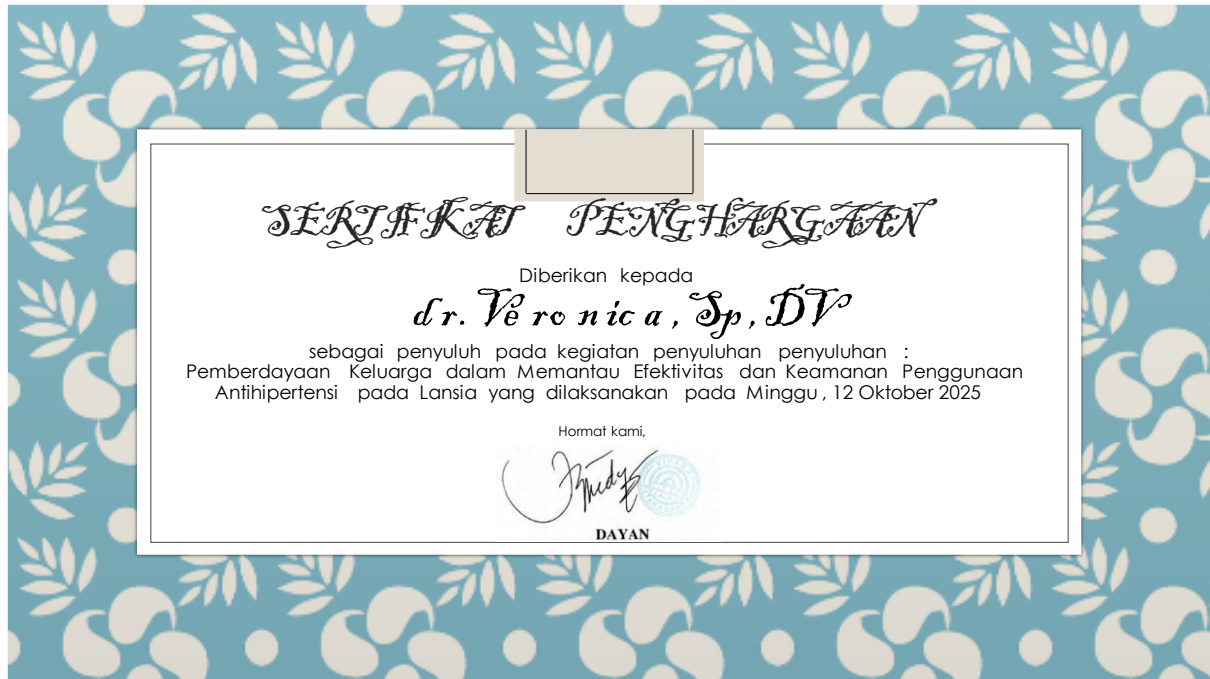 SERTIFIKAT PENGHARGAAN
Diberikan kepada
dr. Veronica, Sp, DV
sebagai penyuluh pada kegiatan penyuluhan penyuluhan :
Pemberdayaan Keluarga dalam Memantau Efektivitas dan Keamanan Penggunaan
Antihipertensi pada Lansia yang dilaksanakan pada Minggu , 12 Oktober 2025
Hormat kami,
DAYAN